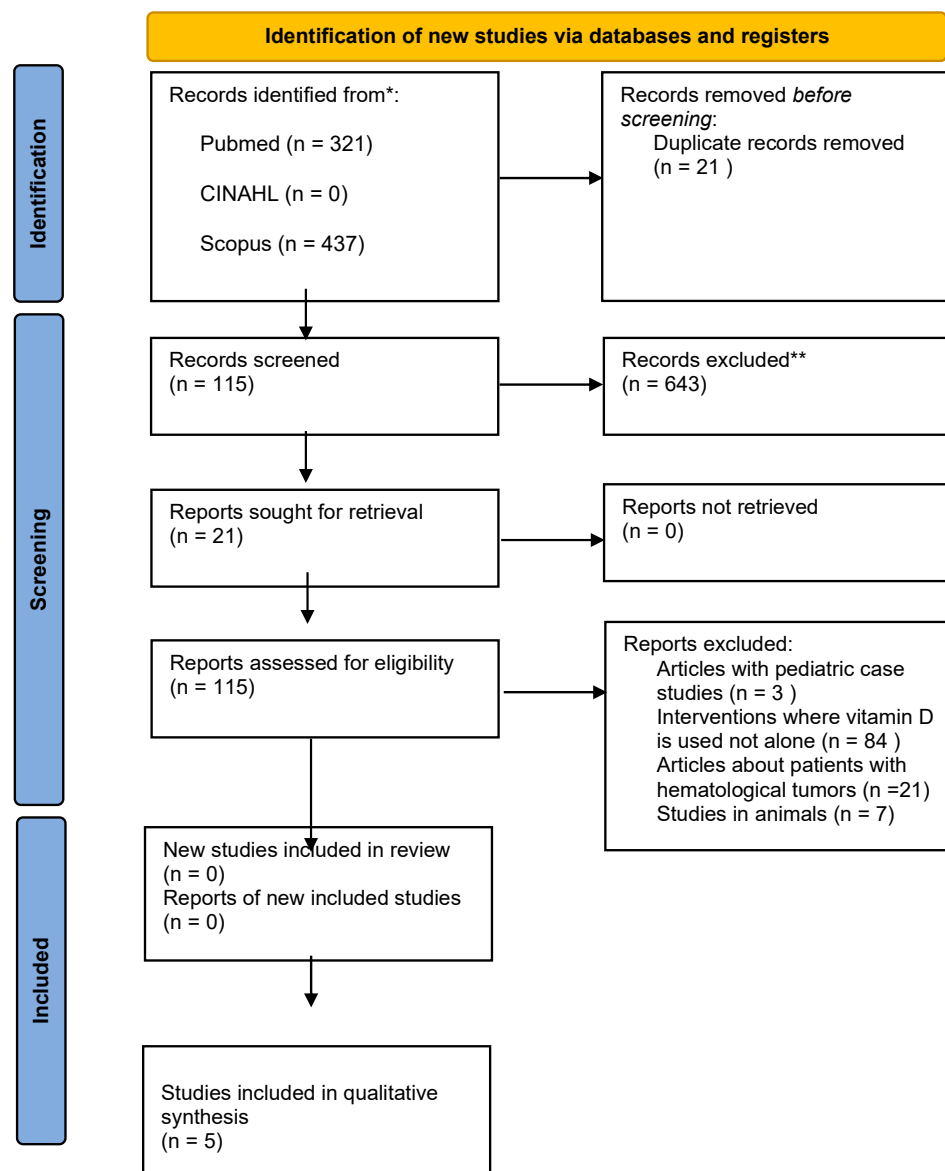 Identification of new studies via databases and registers
Identification
Records identified from*:
Pubmed (n = 321)
CINAHL (n = 0)
Scopus (n = 437)
Records removed before
screening:
Duplicate records removed
(n = 21 )
Screening
Records screened
(n = 115)
Records excluded**
(n = 643)
Reports sought for retrieval
(n = 21)
Reports not retrieved
(n = 0)
Reports assessed for eligibility
(n = 115)
Reports excluded:
Articles with pediatric case
studies (n = 3 )
Interventions where vitamin D
is used not alone (n = 84 )
Articles about patients with
hematological tumors (n =21)
Studies in animals (n = 7)
Included
New studies included in review
(n = 0)
Reports of new included studies
(n = 0)
Studies included in qualitative
synthesis
(n = 5)